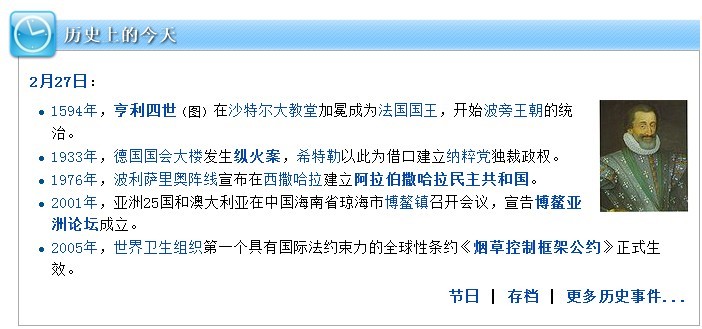 历史上的今天
2月27日：
1594年，亨利四世（图）在沙特尔大教堂加冕成为法国国王，开始波旁王朝的统
治。
1933年，德国国会大楼发生纵火案，希特勒以此为借口建立纳粹党独裁政权。
1976年，波利萨里奥阵线宣布在西撒哈拉建立阿拉伯撒哈拉民主共和国。
2001年，亚洲25国和澳大利亚在中国海南省琼海市博鳌镇召开会议，宣告博鳌亚
洲论坛成立。
2005年，世界卫生组织第一个具有国际法约束力的全球性条约《烟草控制框架公约》正式生
效。
节日 | 存档 | 更多历史事件...